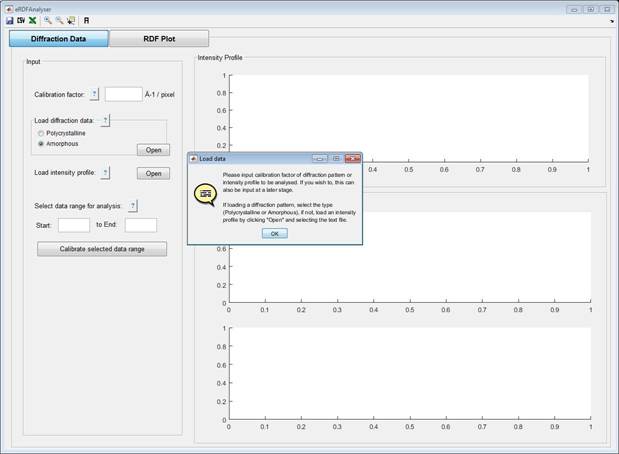 eRDFAnalyser
Diffraction Data
RDF Plot
Input
Calibration factor:
?
Å-1 / pixel
Load diffraction data:
?
Polycrystalline
Amorphous
Open
Load intensity profile:
?
Open
Select data range for analysis:
?
Start:
to End:
Calibrate selected data range
Intensity Profile
1
0.8
0.6
0.4
0.2
0.4
0.5
0.6
0.7
0.8
0.9
1
Load data
Please input calibration factor of diffraction pattern or
intensity profile to be analysed. If you wish to, this can
also be input at a later stage.
If loading a diffraction pattern, select the type
(Polycrystalline or Amorphous), if not, load an intensity
profile by clicking "Open" and selecting the text file.
OK
0.6
0.4
0.2
0
0
0.1
0.2
0.3
0.4
0.5
0.6
0.7
0.8
0.9
1
1
0.8
0.6
0.4
0.2
0
0
0.1
0.2
0.3
0.4
0.5
0.6
0.7
0.8
0.9
1